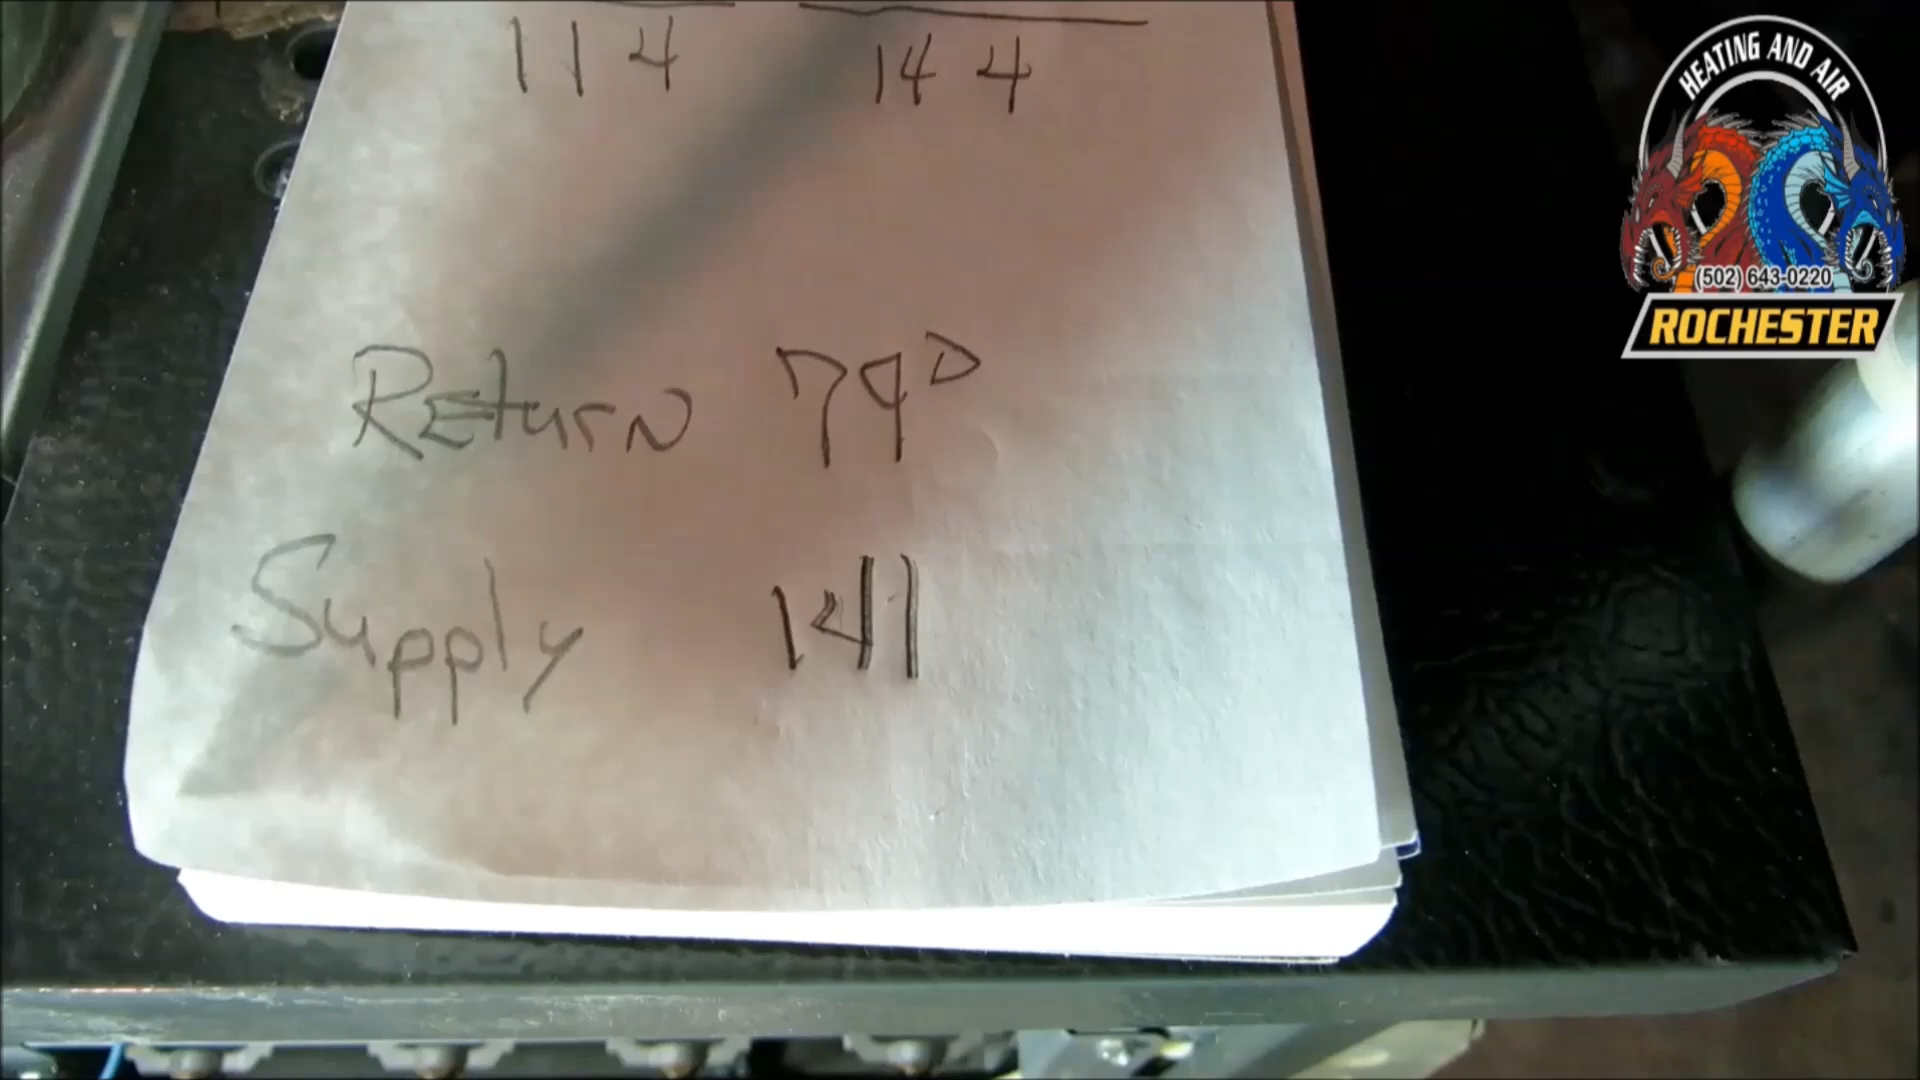 114 144
Return 79°
Supply 141
HEATING AND AIR
(502) 643-0220
ROCHESTER